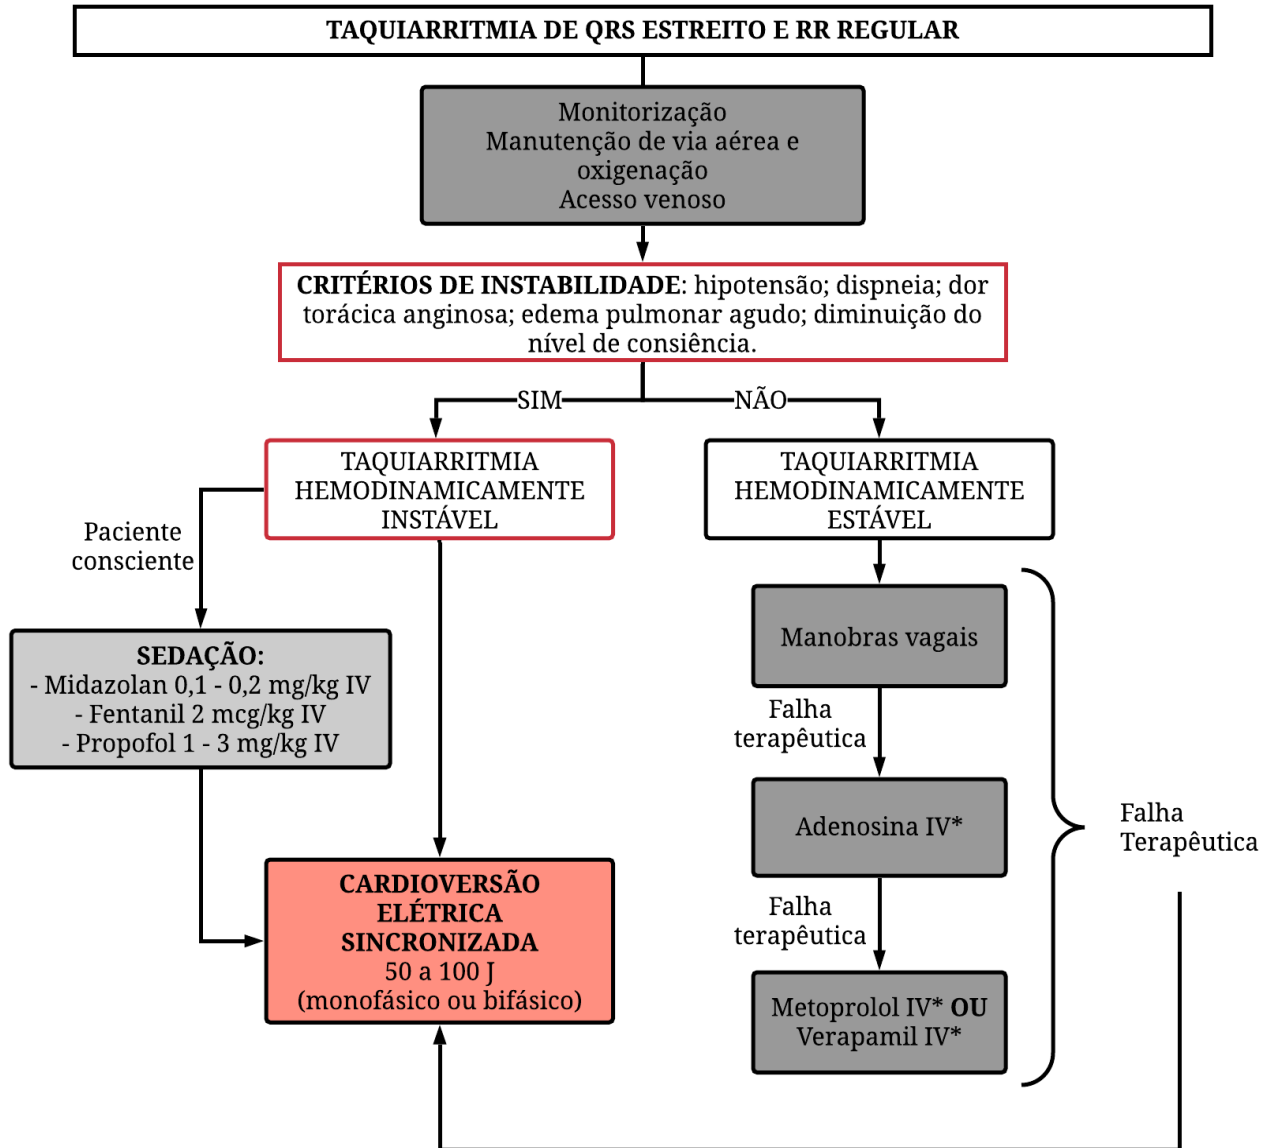 TAQUIARRITMIA DE QRS ESTREITO E RR REGULAR
Monitorização
Manutenção de via aérea e
oxigenação
Acesso venoso
CRITÉRIOS DE INSTABILIDADE: hipotensão; dispneia; dor
torácica anginosa; edema pulmonar agudo; diminuição do
nível de consiência.
SIM
NÃO
TAQUIARRITMIA
HEMODINAMICAMENTE
INSTÁVEL
TAQUIARRITMIA
HEMODINAMICAMENTE
ESTÁVEL
Paciente
consciente
SEDAÇÃO:
- Midazolan 0,1 - 0,2 mg/kg IV
- Fentanil 2 mcg/kg IV
- Propofol 1 - 3 mg/kg IV
CARDIOVERSÃO
ELÉTRICA
SINCRONIZADA
50 a 100 J
(monofásico ou bifásico)
Manobras vagais
Falha
terapêutica
Adenosina IV*
Falha
terapêutica
Metoprolol IV* OU
Verapamil IV*
Falha
Terapêutica